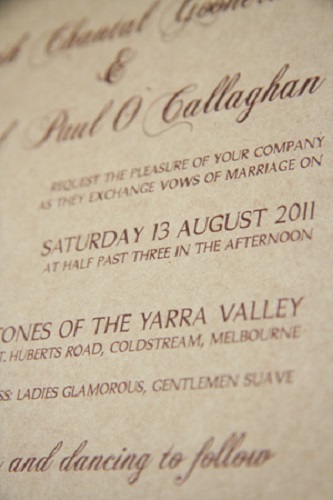 Chantal
&
Paul O'Callaghan
REQUEST THE PLEASURE OF YOUR COMPANY
AS THEY EXCHANGE VOWS OF MARRIAGE ON
SATURDAY 13 AUGUST 2011
AT HALF PAST THREE IN THE AFTERNOON
TONES OF THE YARRA VALLEY
T. HUBERTS ROAD, COLDSTREAM, MELBOURNE
SS: LADIES GLAMOROUS, GENTLEMEN SUAVE
and dancing to follow